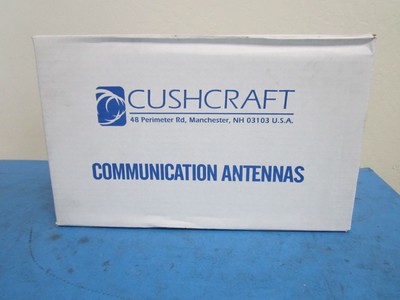 CUSHCRAFT
48 Perimeter Rd, Manchester, NH 03103 U.S.A.
COMMUNICATION ANTENNAS